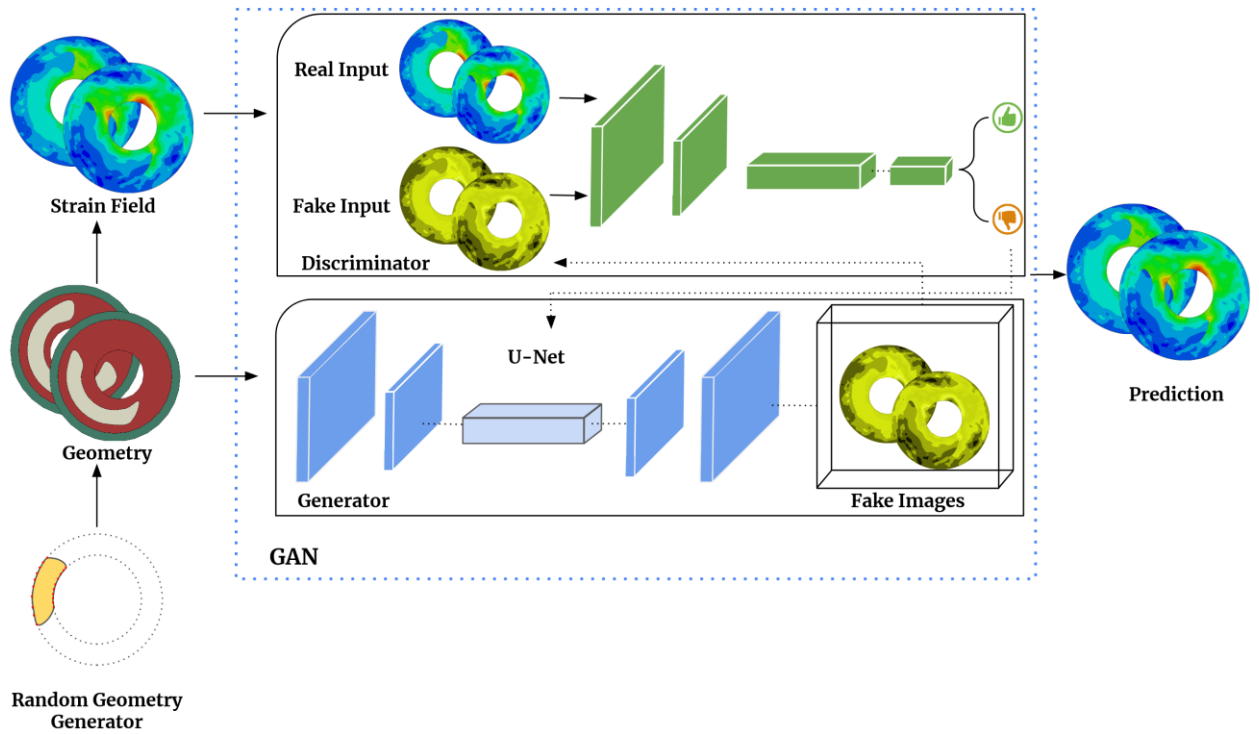 Real Input
Strain Field
Fake Input
Discriminator
U-Net
Prediction
Geometry
Generator
Fake Images
GAN
Random Geometry
Generator